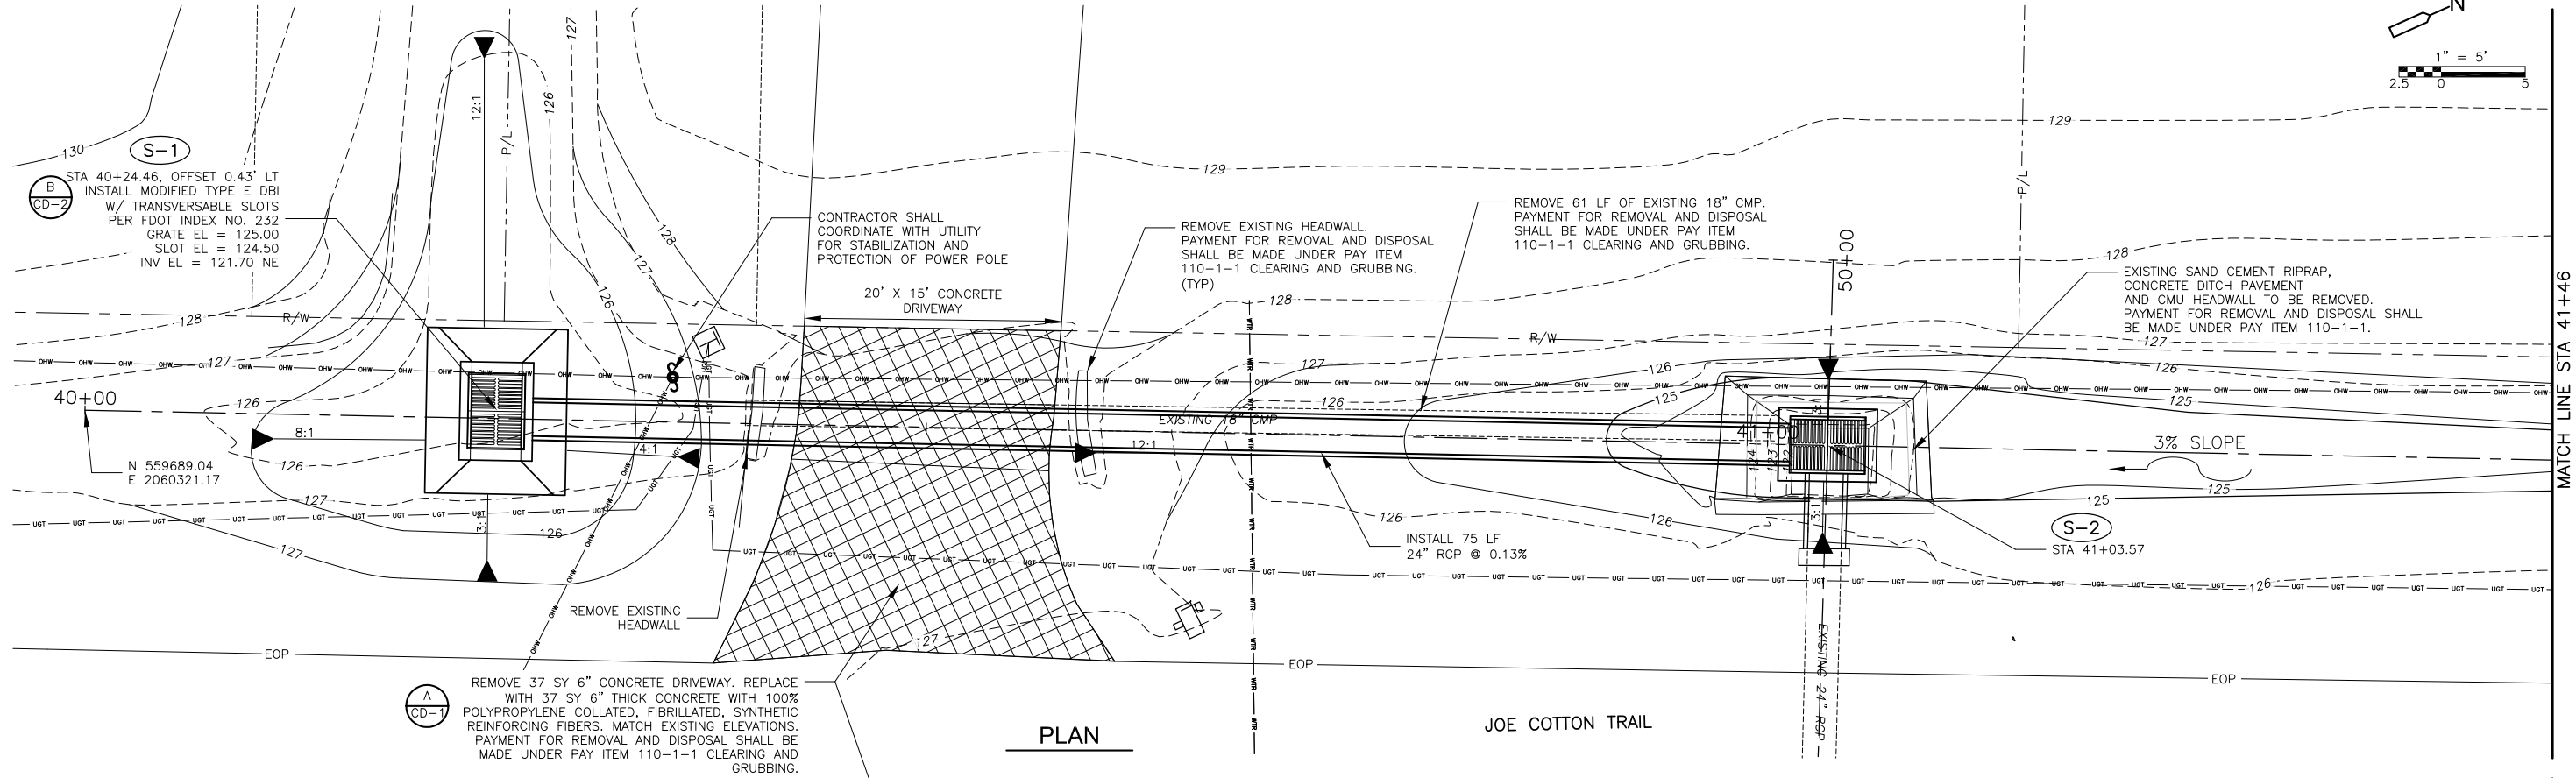 N
1" = 5'
2.5 0 5
130
S-1
B
CD-2
STA 40+24.46, OFFSET 0.43' LT
INSTALL MODIFIED TYPE E DBI
W/ TRANSVERSABLE SLOTS
PER FDOT INDEX NO. 232
GRATE EL = 125.00
SLOT EL = 124.50
INV EL = 121.70 NE
12:1
P/L
127
126
128
127
126
129
129
P/L
CONTRACTOR SHALL
COORDINATE WITH UTILITY
FOR STABILIZATION AND
PROTECTION OF POWER POLE
20' X 15' CONCRETE
DRIVEWAY
REMOVE EXISTING HEADWALL.
PAYMENT FOR REMOVAL AND DISPOSAL
SHALL BE MADE UNDER PAY ITEM
110-1-1 CLEARING AND GRUBBING.
(TYP)
REMOVE 61 LF OF EXISTING 18" CMP.
PAYMENT FOR REMOVAL AND DISPOSAL
SHALL BE MADE UNDER PAY ITEM
110-1-1 CLEARING AND GRUBBING.
50+00
128
EXISTING SAND CEMENT RIPRAP,
CONCRETE DITCH PAVEMENT
AND CMU HEADWALL TO BE REMOVED.
PAYMENT FOR REMOVAL AND DISPOSAL SHALL
BE MADE UNDER PAY ITEM 110-1-1.
MATCH LINE STA 41+46
128
R/W
128
R/W
127
127
127
126
126
OHW
40+00
126
126
125
125
8:1
126
N 559689.04
E 2060321.17
4:1
EXISTING 18" CMP
12:1
3:1
41+00
124
123
122
3% SLOPE
127
UGT
3:1
126
127
126
126
INSTALL 75 LF
24" RCP @ 0.13%
3:1
125
125
S-2
STA 41+03.57
126
WTR
REMOVE EXISTING
HEADWALL
127
EOP
EOP
EOP
EXISTING 24" RCP
A
CD-1
REMOVE 37 SY 6" CONCRETE DRIVEWAY. REPLACE
WITH 37 SY 6" THICK CONCRETE WITH 100%
POLYPROPYLENE COLLATED, FIBRILLATED, SYNTHETIC
REINFORCING FIBERS. MATCH EXISTING ELEVATIONS.
PAYMENT FOR REMOVAL AND DISPOSAL SHALL BE
MADE UNDER PAY ITEM 110-1-1 CLEARING AND
GRUBBING.
PLAN
JOE COTTON TRAIL